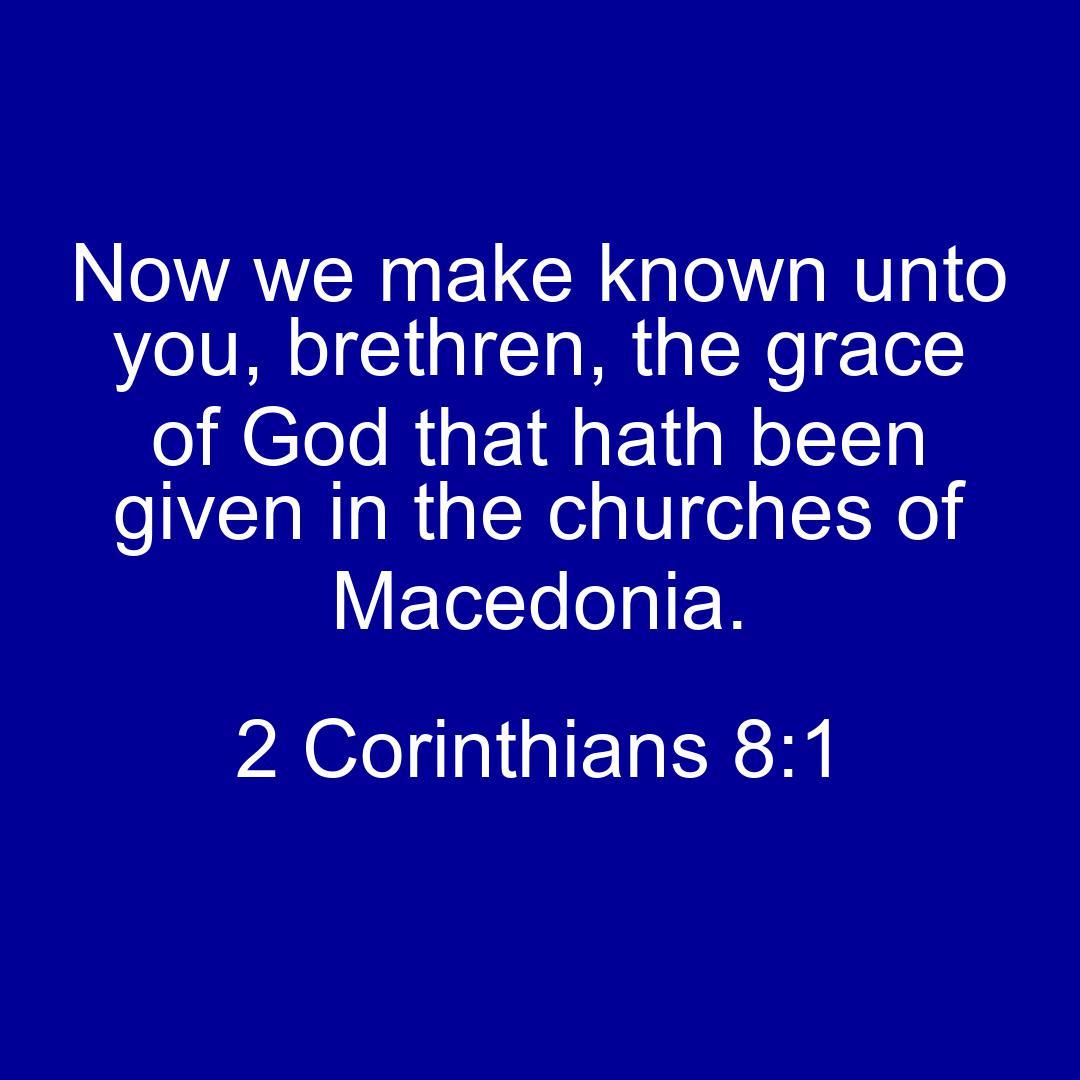 Now we make known unto
you, brethren, the grace
of God that hath been
given in the churches of
Macedonia.
2 Corinthians 8:1